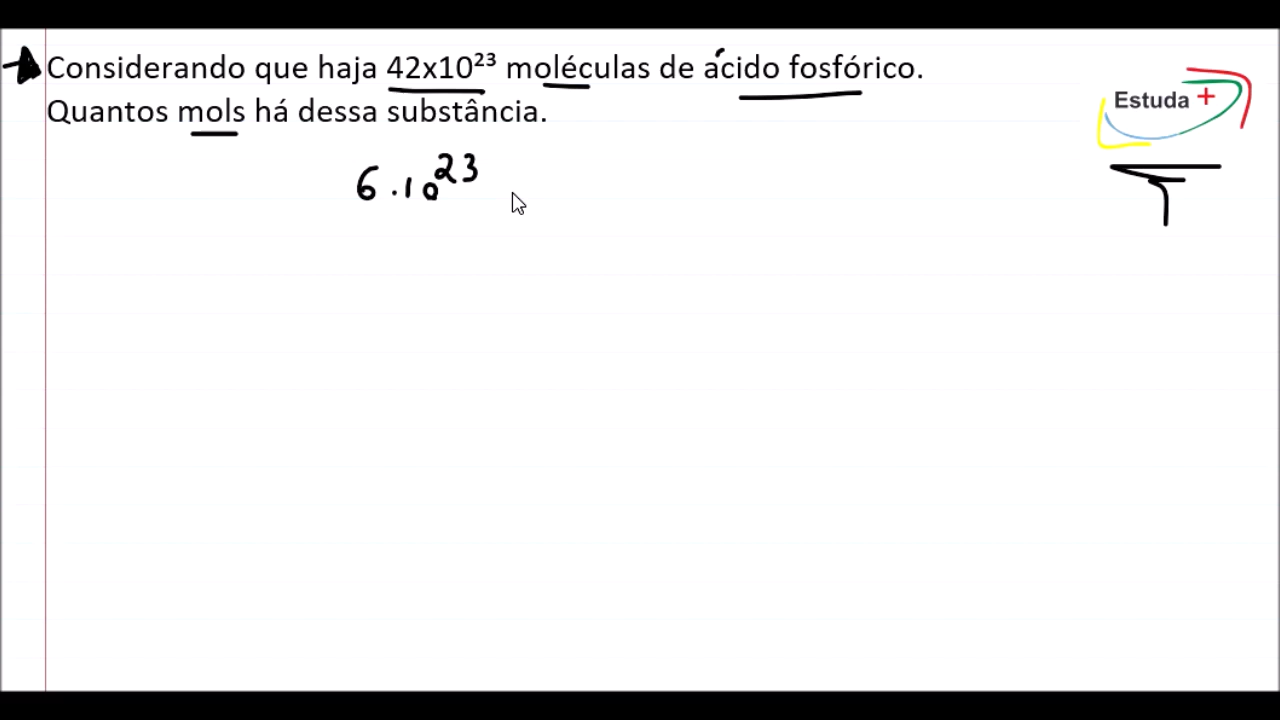 Considerando que haja 42x10²³ moléculas de ácido fosfórico.
Quantos mols há dessa substância.
Estuda +
6.10²³